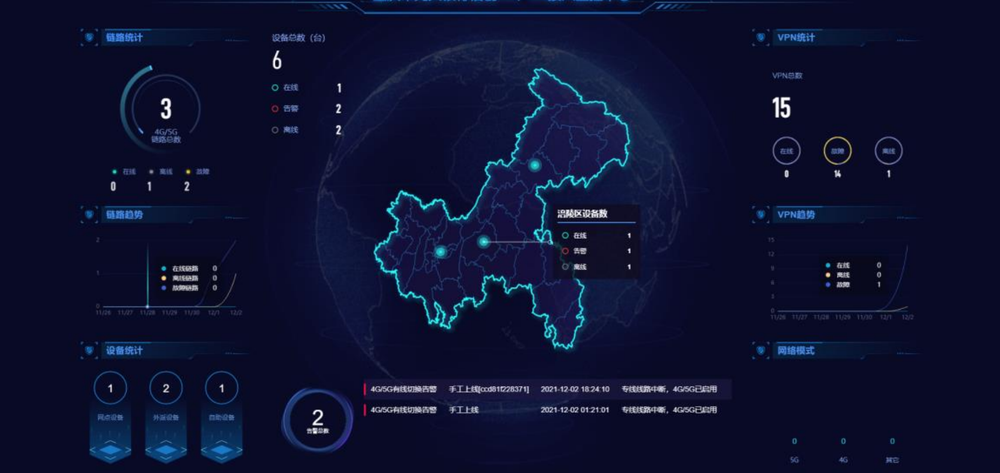 链路统计
3
4G/5G
链路总数
在线 离线 故障
0 1 2
链路趋势
2
1
0
在线链路 0
离线链路 0
故障链路 0
11/26 11/27 11/28 11/29 11/30 12/1 12/2
设备统计
1 2 1
网点设备 外派设备 自助设备
设备总数（台）
6
在线 1
告警 2
离线 2
涪陵区设备数
在线 1
告警 1
离线 1
2
告警总数
4G/5G有线切换告警 手工上线[ccd81f228371] 2021-12-02 18:24:10 专线线路中断，4G/5G已启用
4G/5G有线切换告警 手工上线 2021-12-02 01:21:01 专线线路中断，4G/5G已启用
VPN统计
VPN总数
15
在线 故障 离线
0 14 1
VPN趋势
15
12
9
6
3
0
在线 0
离线 0
故障 1
11/26 11/27 11/28 11/29 11/30 12/1 12/2
网络模式
0 0 0
5G 4G 其它